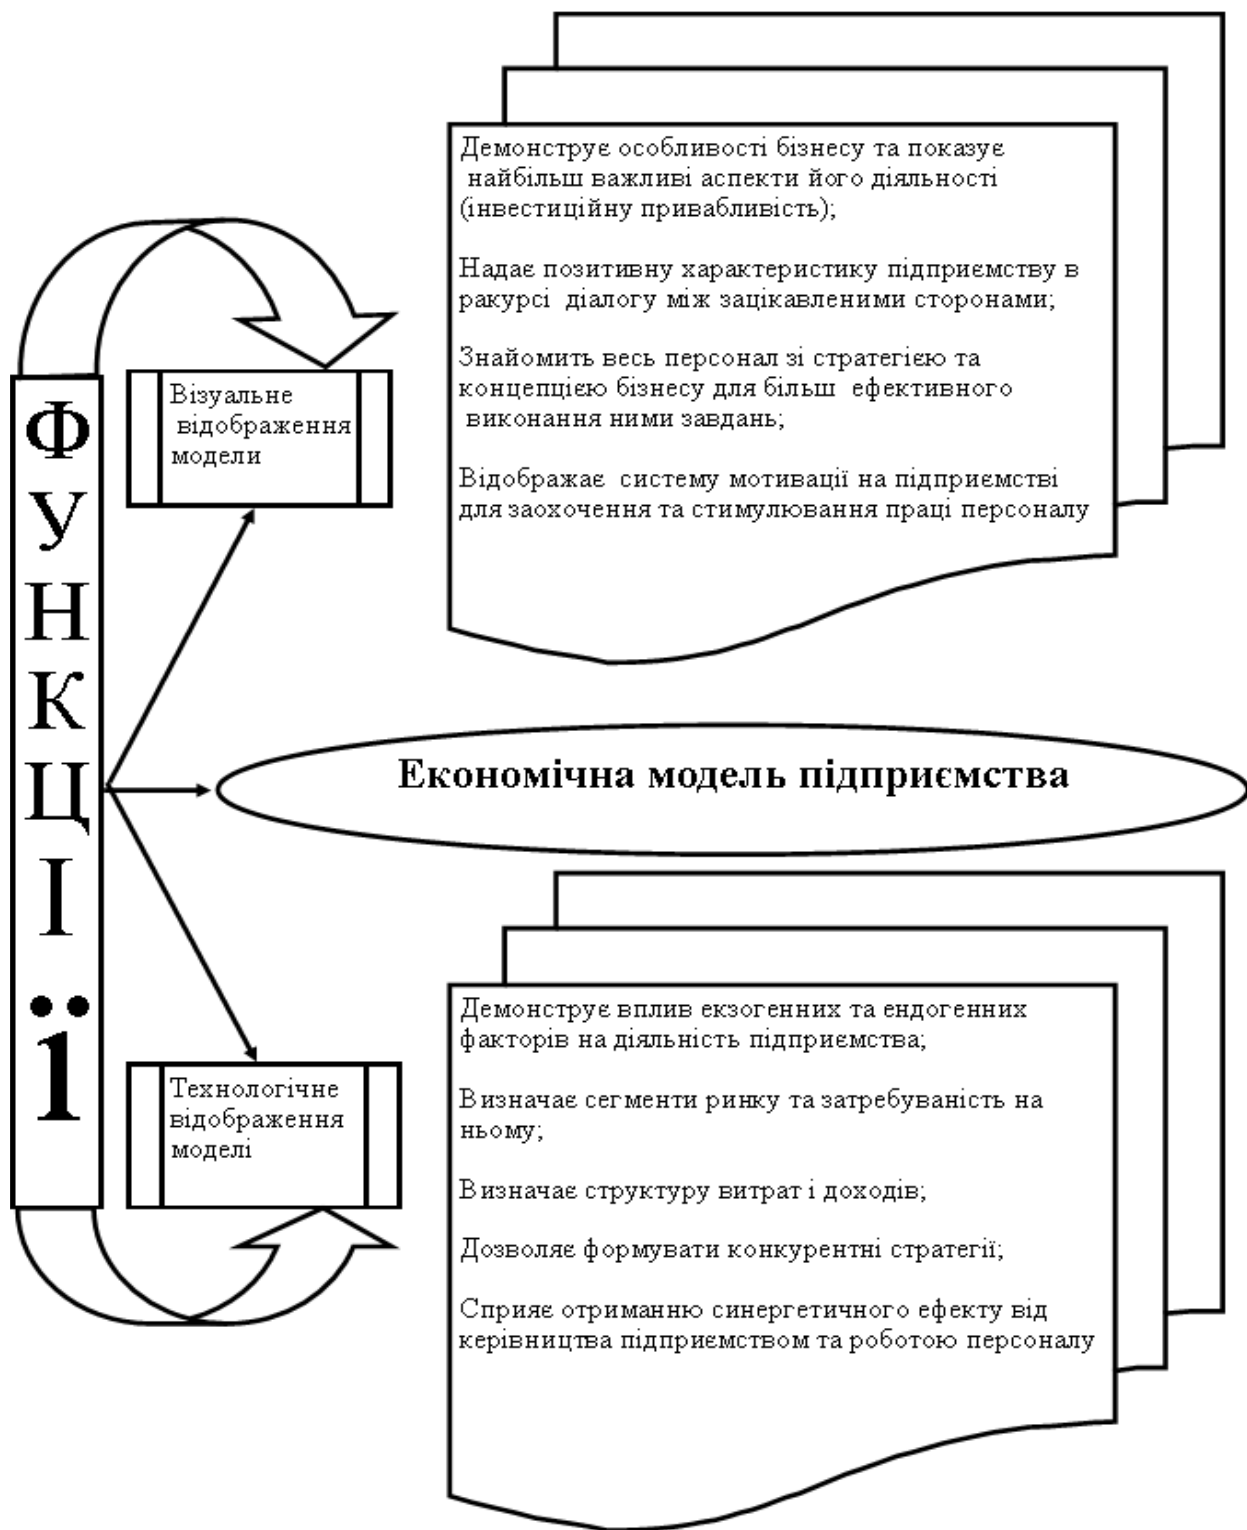 ФУНКЦІЇ
Візуальне
відображення
модели
Демонструє особливості бізнесу та показує
найбільш важливі аспекти його діяльності
(інвестиційну привабливість);
Надає позитивну характеристику підприємству в
ракурсі діалогу між зацікавленими сторонами;
Знайомить весь персонал зі стратегією та
концепцією бізнесу для більш ефективного
виконання ними завдань;
Відображає систему мотивації на підприємстві
для заохочення та стимулювання праці персоналу
Економічна модель підприємства
Технологічне
відображення
моделі
Демонструє вплив екзогенних та ендогенних
факторів на діяльність підприємства;
Визначає сегменти ринку та затребуваність на
ньому;
Визначає структуру витрат і доходів;
Дозволяє формувати конкурентні стратегії;
Сприяє отриманню синергетичного ефекту від
керівництва підприємством та роботою персоналу